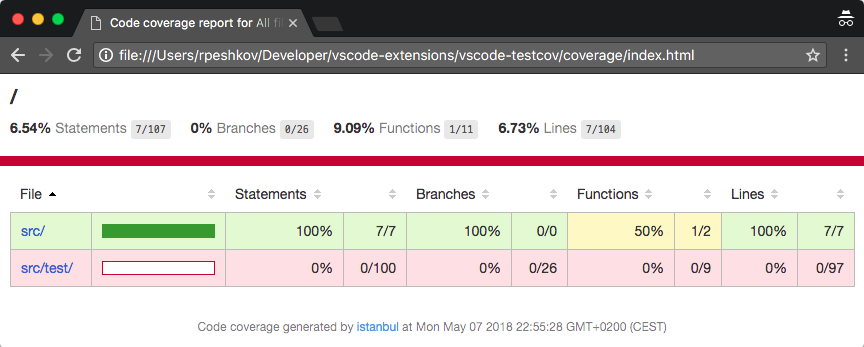 Code coverage report for All fi
file:///Users/rpeshkov/Developer/vscode-extensions/vscode-testcov/coverage/index.html
/
6.54% Statements 7/107 0% Branches 0/26 9.09% Functions 1/11 6.73% Lines 7/104
File Statements Branches Functions Lines
src/ 100% 7/7 100% 0/0 50% 1/2 100% 7/7
src/test/ 0% 0/100 0% 0/26 0% 0/9 0% 0/97
Code coverage generated by istanbul at Mon May 07 2018 22:55:28 GMT+0200 (CEST)